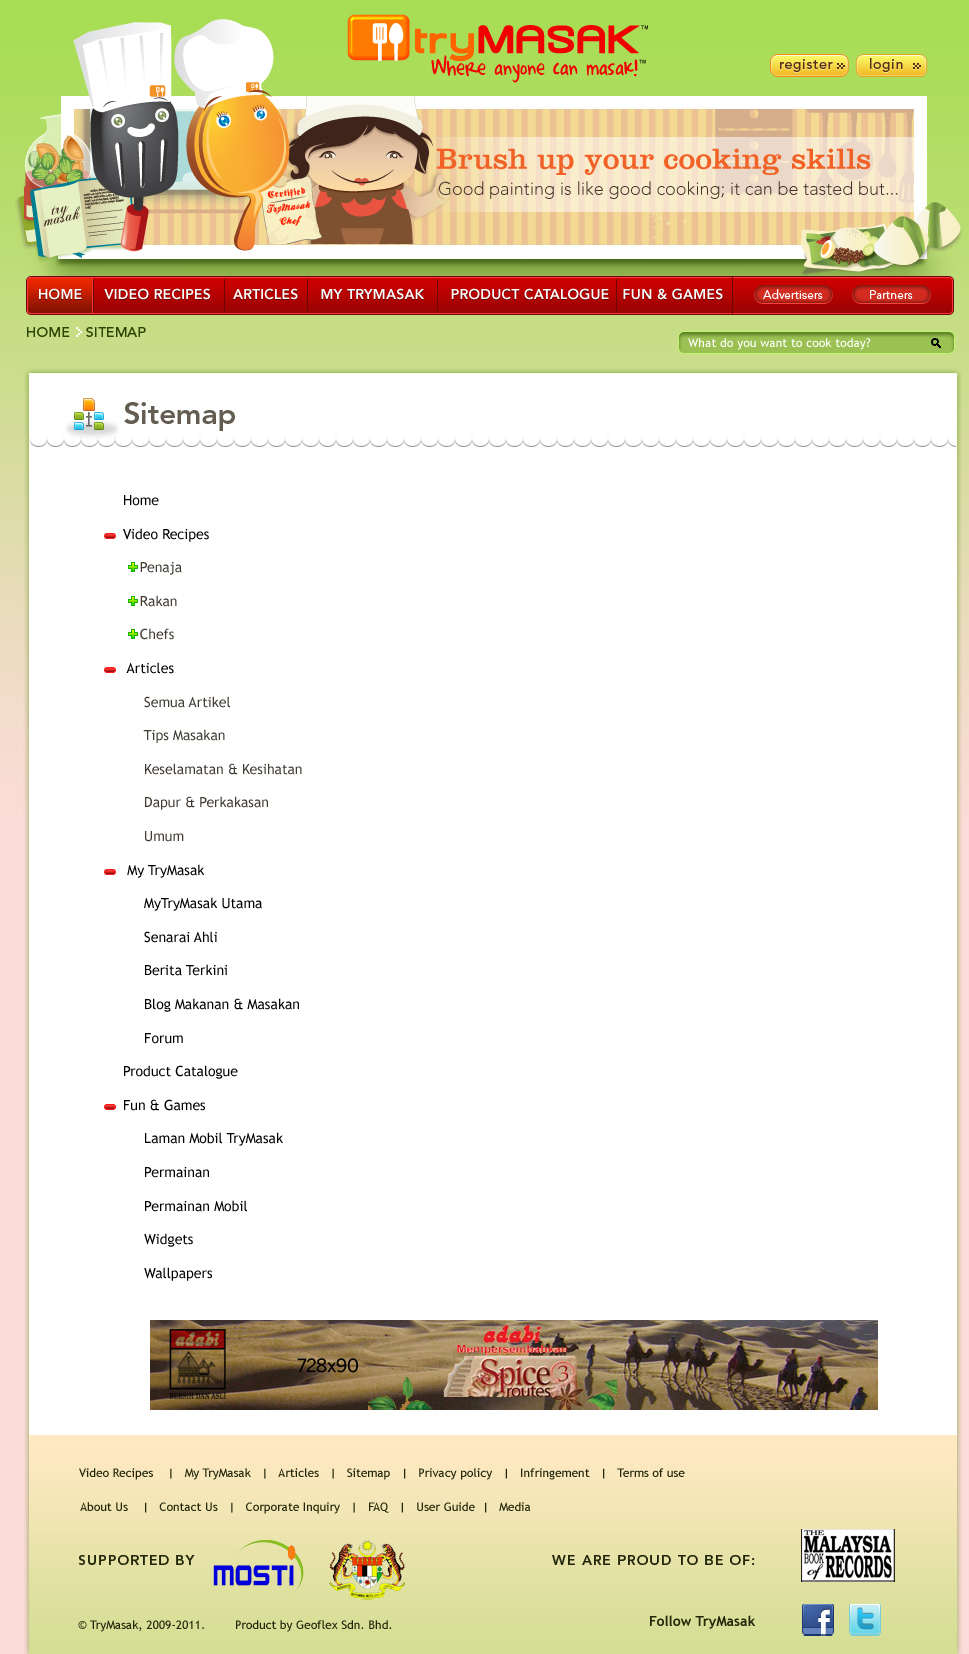 tryMASAK™
Where anyone can masak!™
register
login
try masak
Certified
TryMasak
Chef
Brush up your cooking skills
Good painting is like good cooking; it can be tasted but...
HOME VIDEO RECIPES ARTICLES MY TRYMASAK PRODUCT CATALOGUE FUN & GAMES Advertisers Partners
HOME SITEMAP
What do you want to cook today?
Sitemap
Home
Video Recipes
Penaja
Rakan
Chefs
Articles
Semua Artikel
Tips Masakan
Keselamatan & Kesihatan
Dapur & Perkakasan
Umum
My TryMasak
MyTryMasak Utama
Senarai Ahli
Berita Terkini
Blog Makanan & Masakan
Forum
Product Catalogue
Fun & Games
Laman Mobil TryMasak
Permainan
Permainan Mobil
Widgets
Wallpapers
adabi
BERSIH DAN ASLI
728x90
adabi
Mempersembahkan
Spice 3
routes
Video Recipes | My TryMasak | Articles | Sitemap | Privacy policy | Infringement | Terms of use
About Us | Contact Us | Corporate Inquiry | FAQ | User Guide | Media
SUPPORTED BY
MOSTI
WE ARE PROUD TO BE OF:
THE
MALAYSIA
BOOK OF
RECORDS
© TryMasak, 2009-2011. Product by Geoflex Sdn. Bhd.
Follow TryMasak
f
t